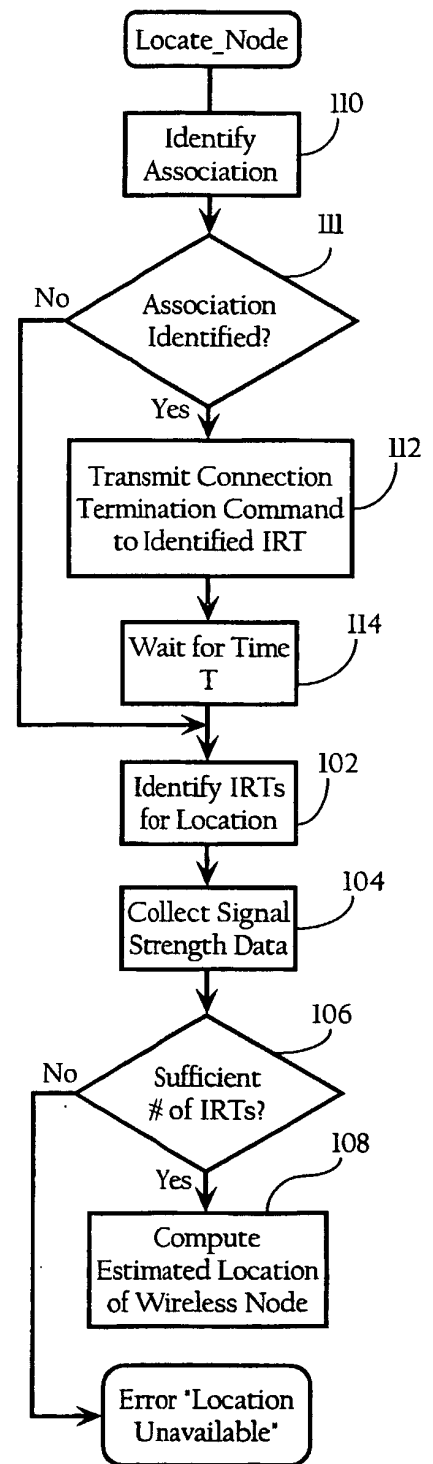 Locate_Node
110
Identify
Association
111
No
Association
Identified?
Yes
112
Transmit Connection
Termination Command
to Identified IRT
114
Wait for Time
T
102
Identify IRTs
for Location
104
Collect Signal
Strength Data
106
No
Sufficient
# of IRTs?
108
Yes
Compute
Estimated Location
of Wireless Node
Error "Location
Unavailable"